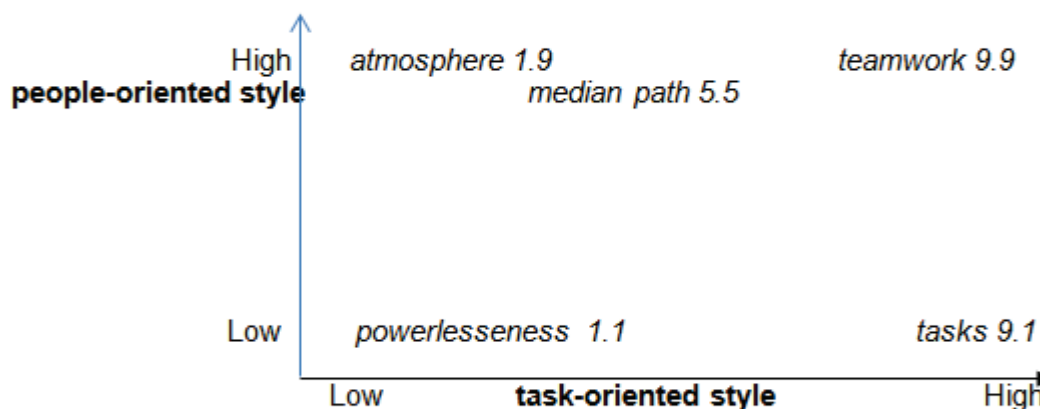 High atmosphere 1.9 teamwork 9.9
people-oriented style median path 5.5
Low powerlesseness 1.1 tasks 9.1
Low task-oriented style High